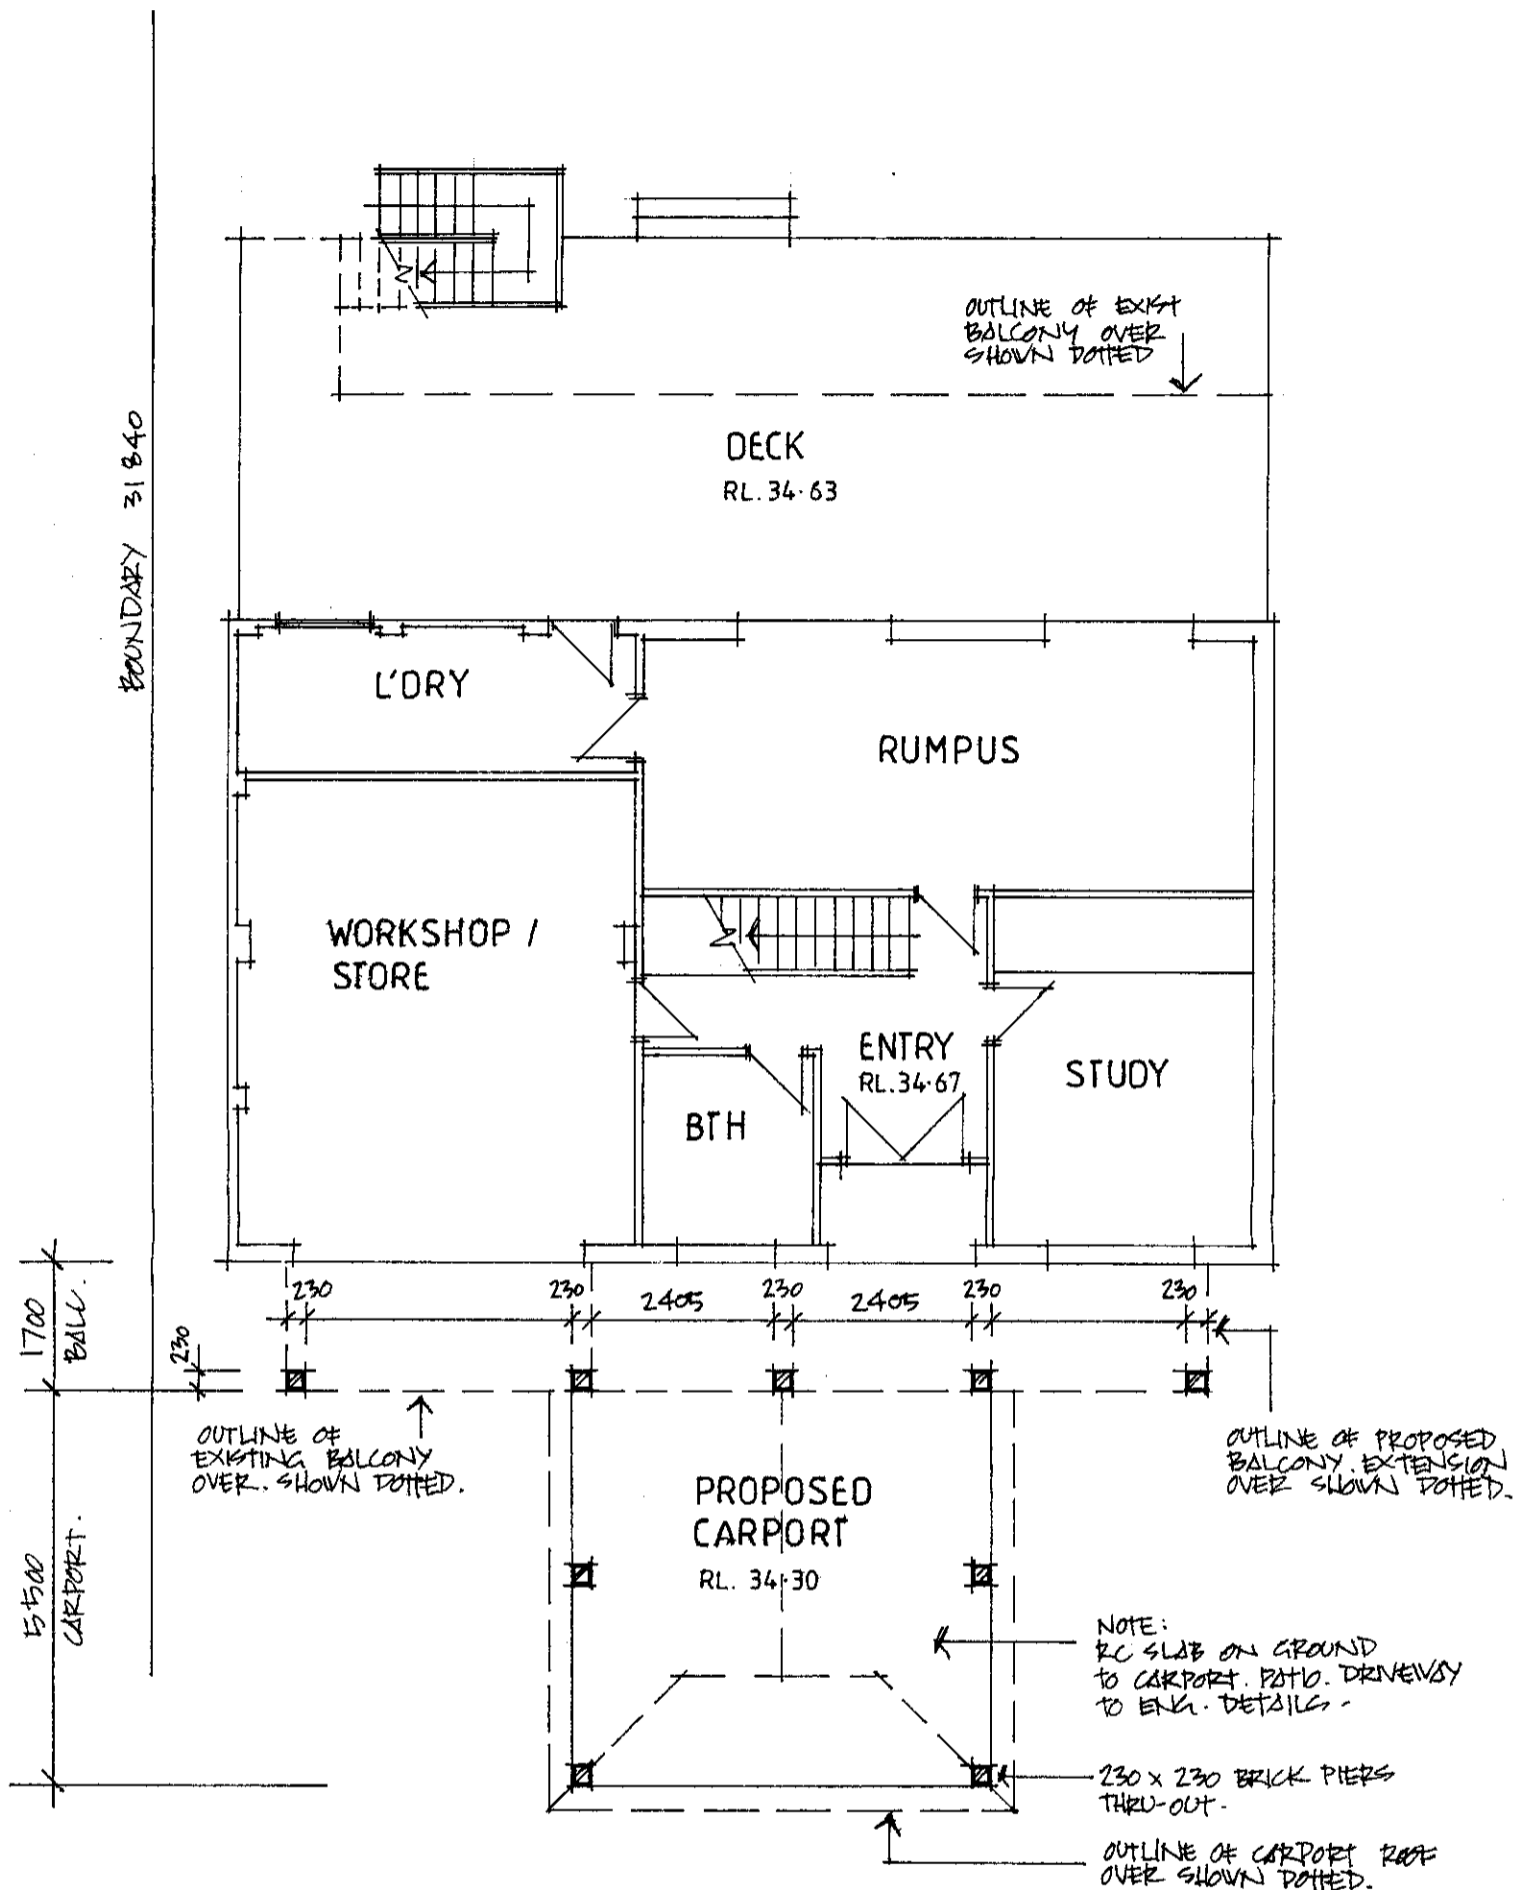 OUTLINE OF EXIST
BALCONY OVER
SHOWN DOTTED
DECK
RL. 34.63
BOUNDARY 31 840
L'DRY
RUMPUS
WORKSHOP /
STORE
ENTRY
RL. 34.67
STUDY
BTH
1700
BALC.
230
230
230
2405
230
2405
230
230
OUTLINE OF
EXISTING BALCONY
OVER. SHOWN DOTTED.
OUTLINE OF PROPOSED
BALCONY. EXTENSION
OVER SHOWN DOTTED.
PROPOSED
CARPORT
RL. 34.30
5500
CARPORT.
NOTE:
RC SLAB ON GROUND
TO CARPORT. PATIO. DRIVEWAY
TO ENG. DETAILS -
230 x 230 BRICK PIERS
THRU-OUT.
OUTLINE OF CARPORT ROOF
OVER SHOWN DOTTED.